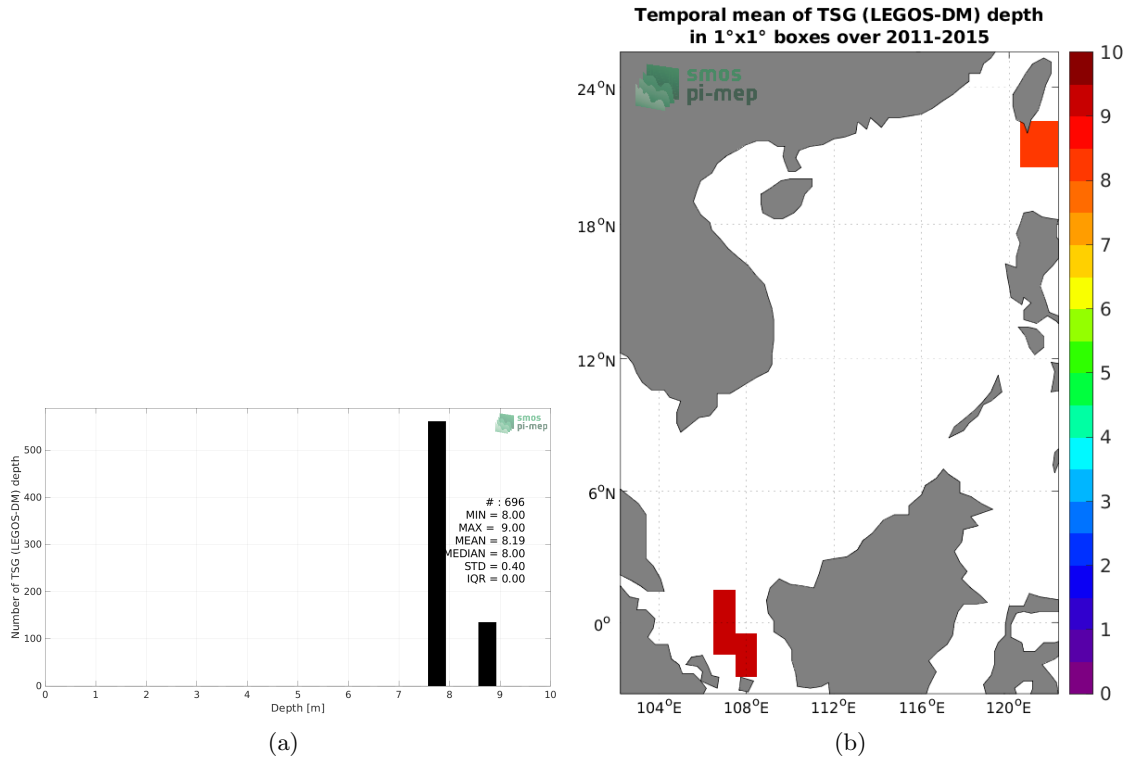 Temporal mean of TSG (LEGOS-DM) depth
in 1°x1° boxes over 2011-2015
smos
pi-mep
24°N
18°N
12°N
6°N
0°
104°E
108°E
112°E
116°E
120°E
10
9
8
7
6
5
4
3
2
1
0
smos
pi-mep
Number of TSG (LEGOS-DM) depth
500
400
300
200
100
0
# : 696
MIN = 8.00
MAX = 9.00
MEAN = 8.19
MEDIAN = 8.00
STD = 0.40
IQR = 0.00
0 1 2 3 4 5 6 7 8 9 10
Depth [m]
(a)
(b)